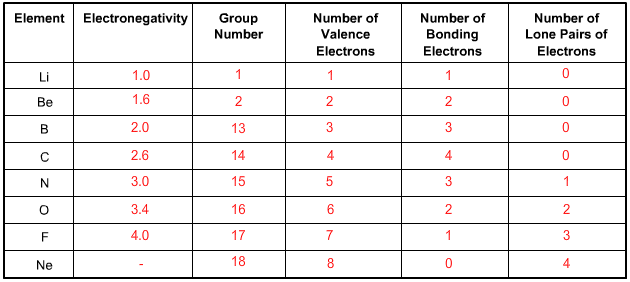 Element Electronegativity Group Number of Number of Number of
Number Valence Bonding Lone Pairs of
Electrons Electrons Electrons
Li 1.0 1 1 1 0
Be 1.6 2 2 2 0
B 2.0 13 3 3 0
C 2.6 14 4 4 0
N 3.0 15 5 3 1
O 3.4 16 6 2 2
F 4.0 17 7 1 3
Ne - 18 8 0 4